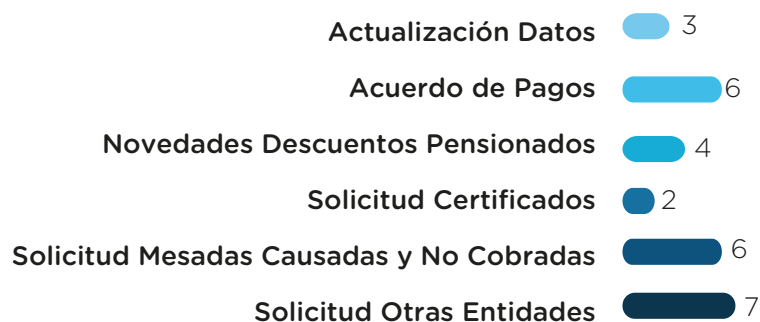 Actualización Datos 3
Acuerdo de Pagos 6
Novedades Descuentos Pensionados 4
Solicitud Certificados 2
Solicitud Mesadas Causadas y No Cobradas 6
Solicitud Otras Entidades 7